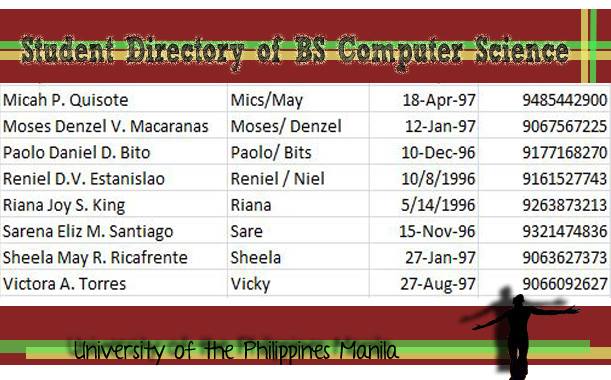 Student Directory of BS Computer Science
Micah P. Quisote Mics/May 18-Apr-97 9485442900
Moses Denzel V. Macaranas Moses/ Denzel 12-Jan-97 9067567225
Paolo Daniel D. Bito Paolo/ Bits 10-Dec-96 9177168270
Reniel D.V. Estanislao Reniel / Niel 10/8/1996 9161527743
Riana Joy S. King Riana 5/14/1996 9263873213
Sarena Eliz M. Santiago Sare 15-Nov-96 9321474836
Sheela May R. Ricafrente Sheela 27-Jan-97 9063627373
Victora A. Torres Vicky 27-Aug-97 9066092627
University of the Philippines Manila